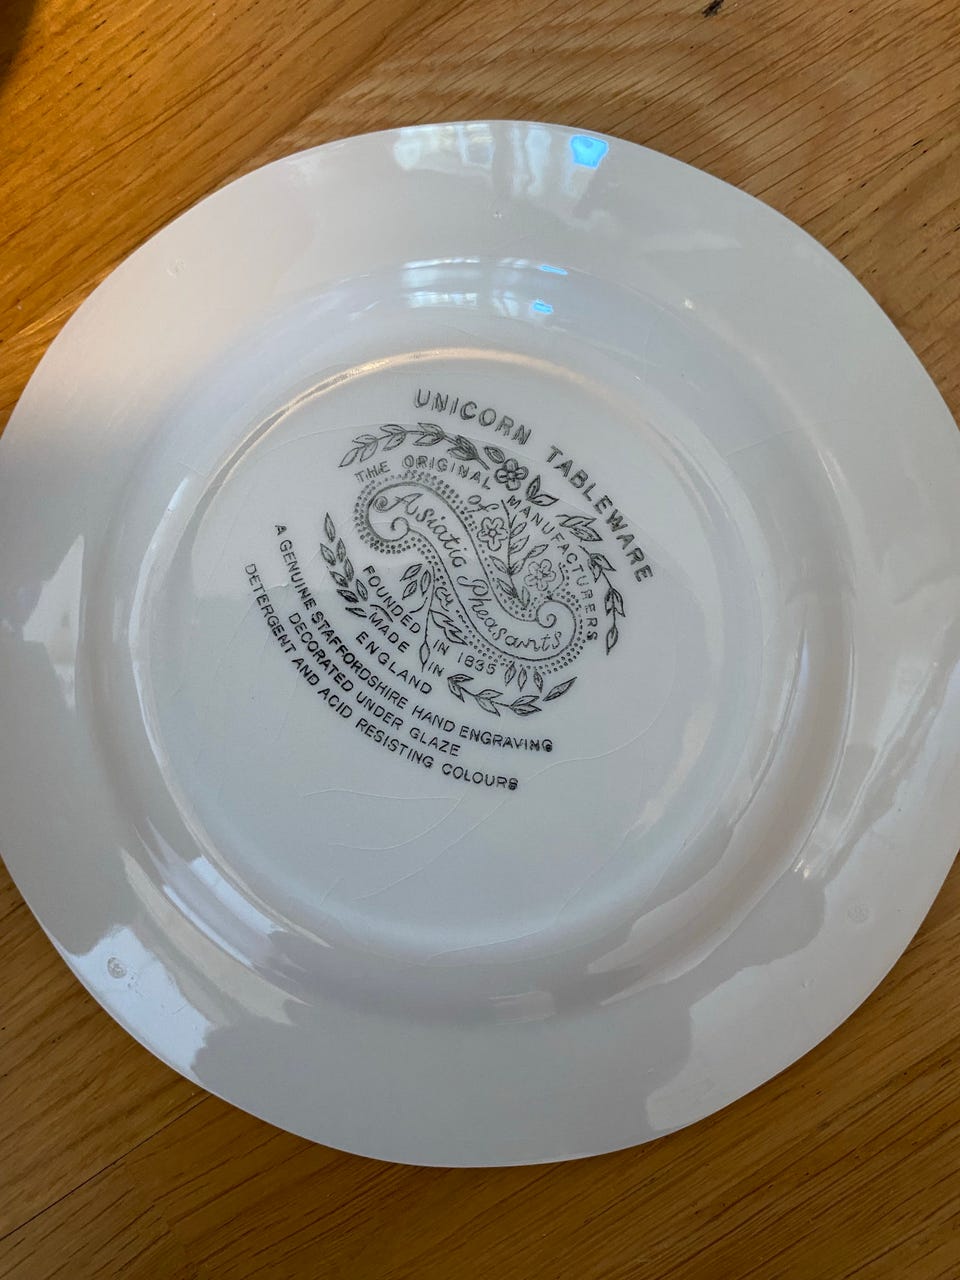 UNICORN TABLEWARE
THE ORIGINAL MANUFACTURERS
of
Asiatic Pheasants
FOUNDED IN 1835
MADE IN
ENGLAND
A GENUINE STAFFORDSHIRE HAND ENGRAVING
DECORATED UNDER GLAZE
DETERGENT AND ACID RESISTING COLOURS